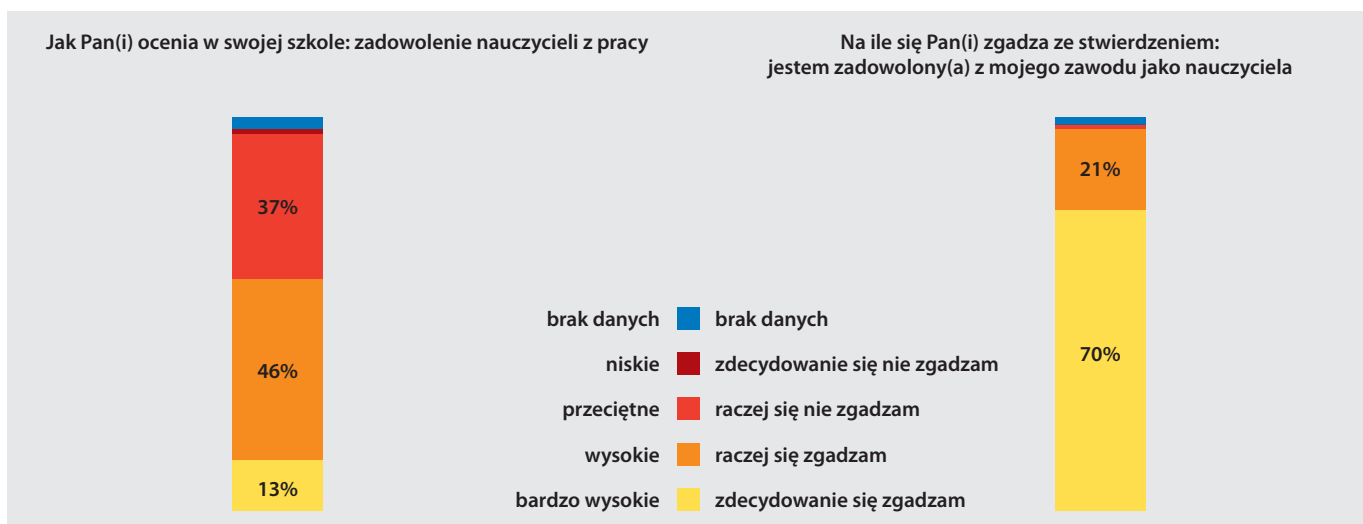 Jak Pan(i) ocenia w swojej szkole: zadowolenie nauczycieli z pracy
37%
46%
13%
Na ile się Pan(i) zgadza ze stwierdzeniem:
jestem zadowolony(a) z mojego zawodu jako nauczyciela
21%
70%
brak danych brak danych
niskie zdecydowanie się nie zgadzam
przeciętne raczej się nie zgadzam
wysokie raczej się zgadzam
bardzo wysokie zdecydowanie się zgadzam